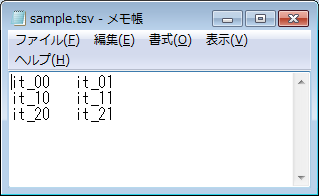 sample.tsv - メモ帳
ファイル(F) 編集(E) 書式(O) 表示(V)
ヘルプ(H)
it_00 it_01
it_10 it_11
it_20 it_21